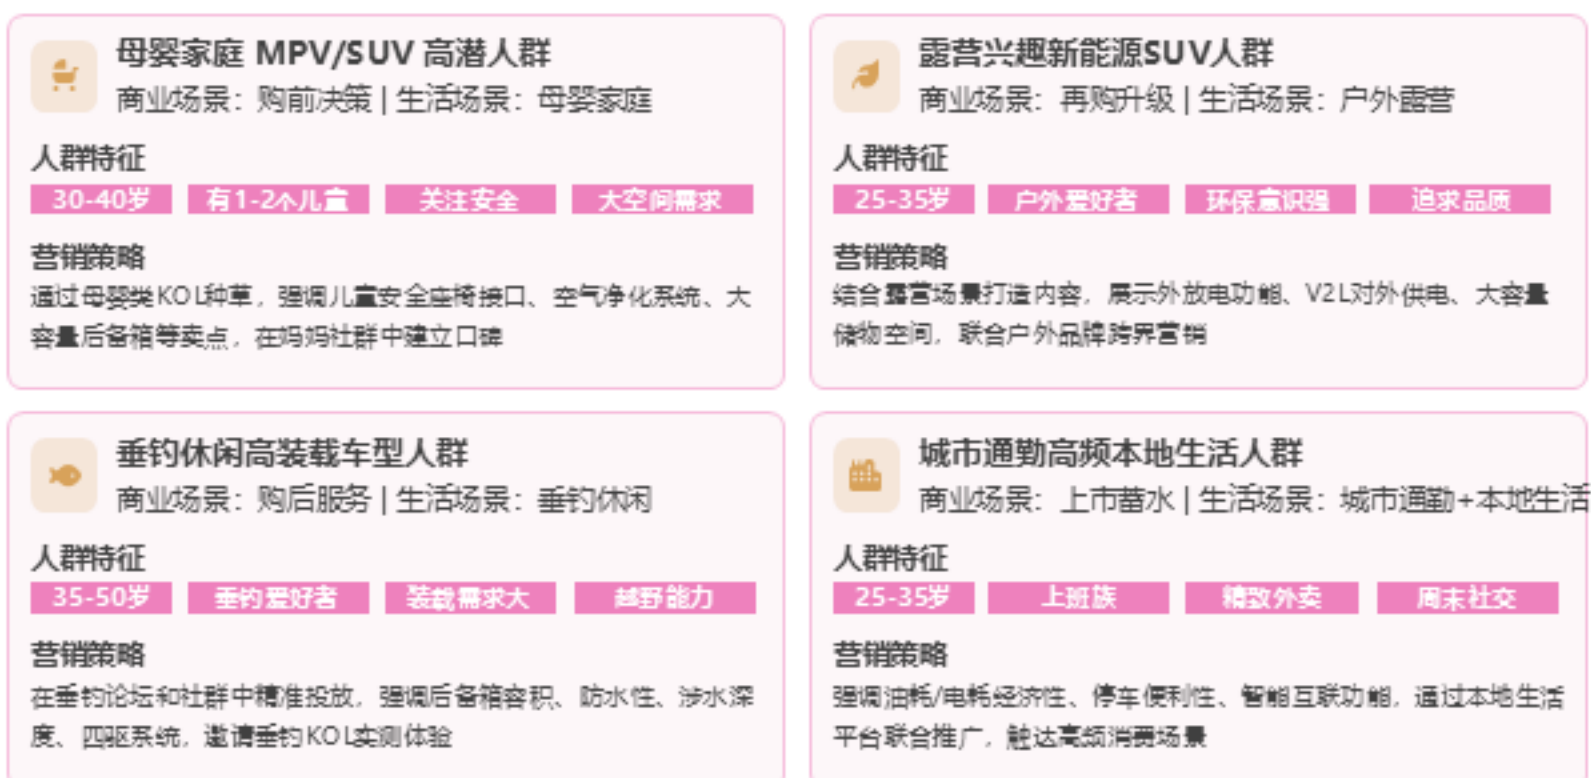 母婴家庭 MPV/SUV 高潜人群
商业场景：购前决策 | 生活场景：母婴家庭
人群特征
30-40岁 有1-2个儿童 关注安全 大空间需求
营销策略
通过母婴类KOL种草，强调儿童安全座椅接口、空气净化系统、大
容量后备箱等卖点，在妈妈社群中建立口碑
露营兴趣新能源SUV人群
商业场景：再购升级 | 生活场景：户外露营
人群特征
25-35岁 户外爱好者 环保意识强 追求品质
营销策略
结合露营场景打造内容，展示外放电功能、V2L对外供电、大容量
储物空间，联合户外品牌跨界营销
垂钓休闲高装载车型人群
商业场景：购后服务 | 生活场景：垂钓休闲
人群特征
35-50岁 垂钓爱好者 装载需求大 越野能力
营销策略
在垂钓论坛和社群中精准投放，强调后备箱容积、防水性、涉水深
度、四驱系统，邀请垂钓KOL实测体验
城市通勤高频本地生活人群
商业场景：上市蓄水 | 生活场景：城市通勤+本地生活
人群特征
25-35岁 上班族 精致外卖 周末社交
营销策略
强调油耗/电耗经济性、停车便利性、智能互联功能，通过本地生活
平台联合推广，触达高频消费场景